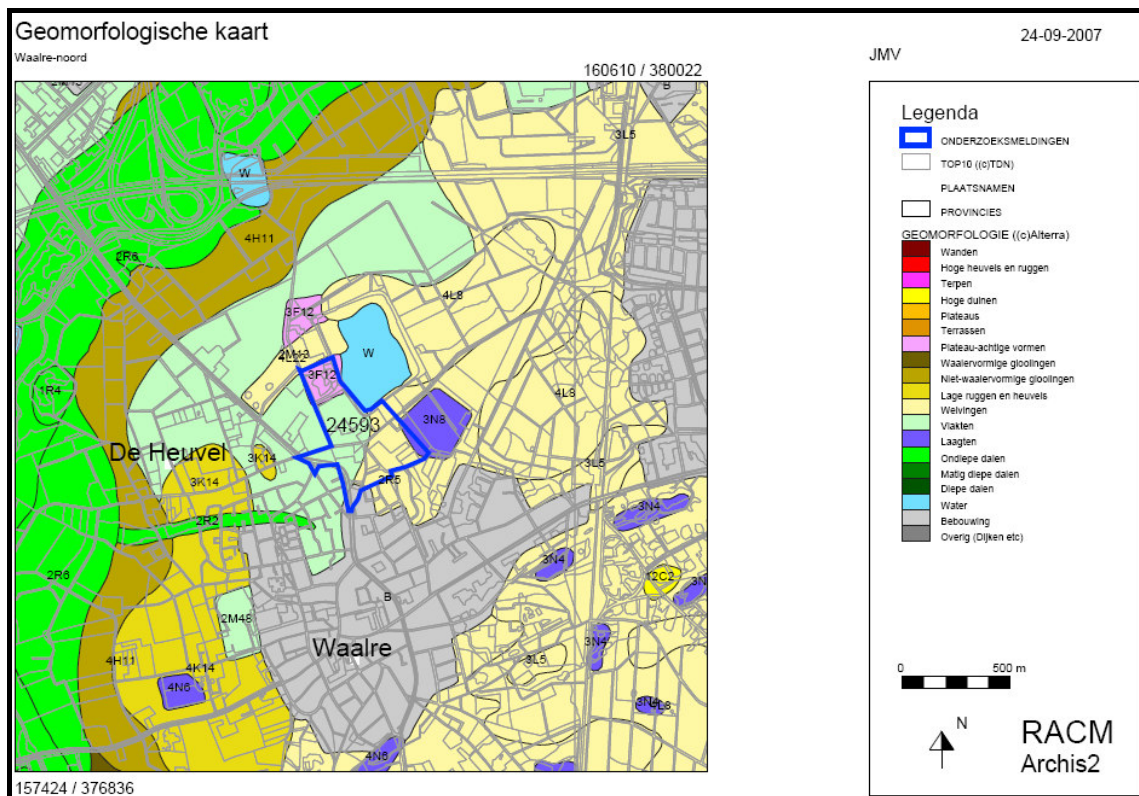 Geomorfologische kaart
24-09-2007
Waalre-noord
JMV
160610 / 380022
B
3L5
W
4H11
2R6
4L8
3F12
W
3F12
1R4
4L8
24593
3N8
De Heuvel
3K14
3K14
3L5
2R5
2R2
3N4
2R6
3N4
12C2
B
2M48
Waalre
3N4
4H11
4K14
3L5
4N6
3N4
4N6
157424 / 376836
Legenda
ONDERZOEKSMELDINGEN
TOP10 ((c)TDN)
PLAATSNAMEN
PROVINCIES
GEOMORFOLOGIE ((c)Alterra)
Wanden
Hoge heuvels en ruggen
Terpen
Hoge duinen
Plateaus
Terrassen
Plateau-achtige vormen
Waaiervormige glooiingen
Niet-waaiervormige glooiingen
Lage ruggen en heuvels
Welvingen
Vlakten
Laagten
Ondiepe dalen
Matig diepe dalen
Diepe dalen
Water
Bebouwing
Overig (Dijken etc)
0 500 m
N
RACM
Archis2